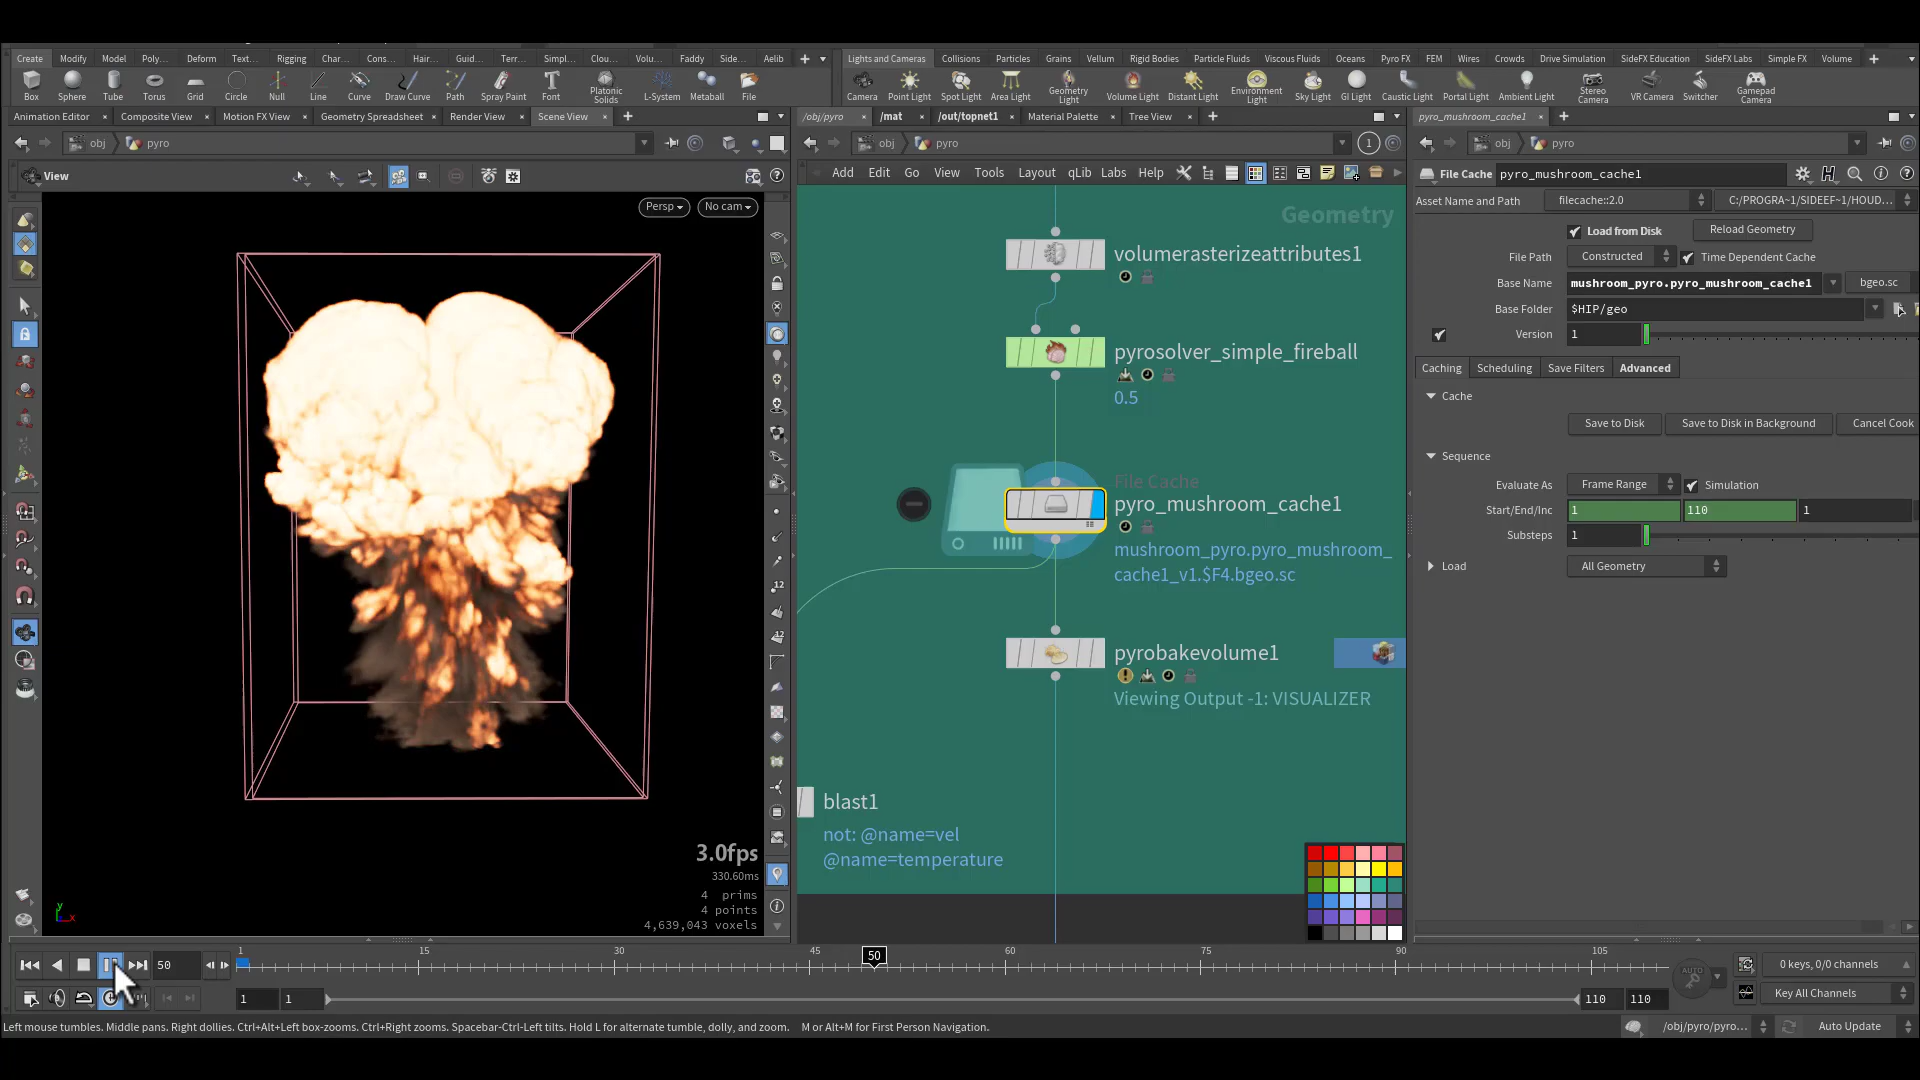 Create Modify Model Poly... Deform Text... Rigging Char... Cons... Hair... Guid... Terr... Simpl... Clou... Volu... Faddy Side... Aelib
Lights and Cameras Collisions Particles Grains Vellum Rigid Bodies Particle Fluids Viscous Fluids Oceans Pyro FX FEM Wires Crowds Drive Simulation SideFX Education SideFX Labs Simple FX Volume
Box Sphere Tube Torus Grid Circle Null Line Curve Draw Curve Path Spray Paint Font Platonic Solids L-System Metaball File
Camera Point Light Spot Light Area Light Geometry Light Volume Light Distant Light Environment Light Sky Light GI Light Caustic Light Portal Light Ambient Light Stereo Camera VR Camera Switcher Gamepad Camera
Animation Editor Composite View Motion FX View Geometry Spreadsheet Render View Scene View
/obj/pyro /mat /out/topnet1 Material Palette Tree View
pyro_mushroom_cache1
obj pyro
obj pyro
1
obj pyro
View
Add Edit Go View Tools Layout qLib Labs Help
File Cache pyro_mushroom_cache1
Persp No cam
Asset Name and Path filecache::2.0 C:/PROGRA~1/SIDEEF~1/HOUD...
Geometry
Load from Disk Reload Geometry
File Path Constructed Time Dependent Cache
Base Name mushroom_pyro.pyro_mushroom_cache1 bgeo.sc
Base Folder $HIP/geo
Version 1
Caching Scheduling Save Filters Advanced
Cache
Save to Disk Save to Disk in Background Cancel Cook
Sequence
Evaluate As Frame Range Simulation
Start/End/Inc 1 110 1
Substeps 1
Load All Geometry
volumerasterizeattributes1
pyrosolver_simple_fireball
0.5
File Cache
pyro_mushroom_cache1
mushroom_pyro.pyro_mushroom_
cache1_v1.$F4.bgeo.sc
pyrobakevolume1
Viewing Output -1: VISUALIZER
blast1
not: @name=vel
@name=temperature
12
12
3.0fps
330.60ms
4 prims
4 points
4,639,043 voxels
y
x
50
1 15 30 45 50 60 75 90 105
AUTO
0 keys, 0/0 channels
1 1 110 110
Key All Channels
Left mouse tumbles. Middle pans. Right dollies. Ctrl+Alt+Left box-zooms. Ctrl+Right zooms. Spacebar-Ctrl-Left tilts. Hold L for alternate tumble, dolly, and zoom. M or Alt+M for First Person Navigation.
/obj/pyro/pyro... Auto Update